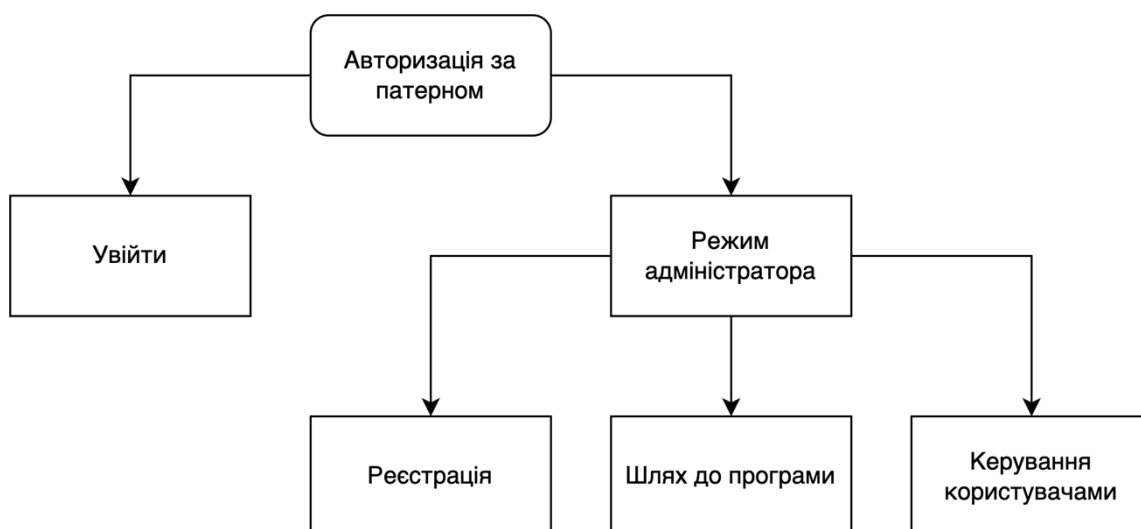 Авторизація за
патерном
Увійти
Режим
адміністратора
Реєстрація
Шлях до програми
Керування
користувачами